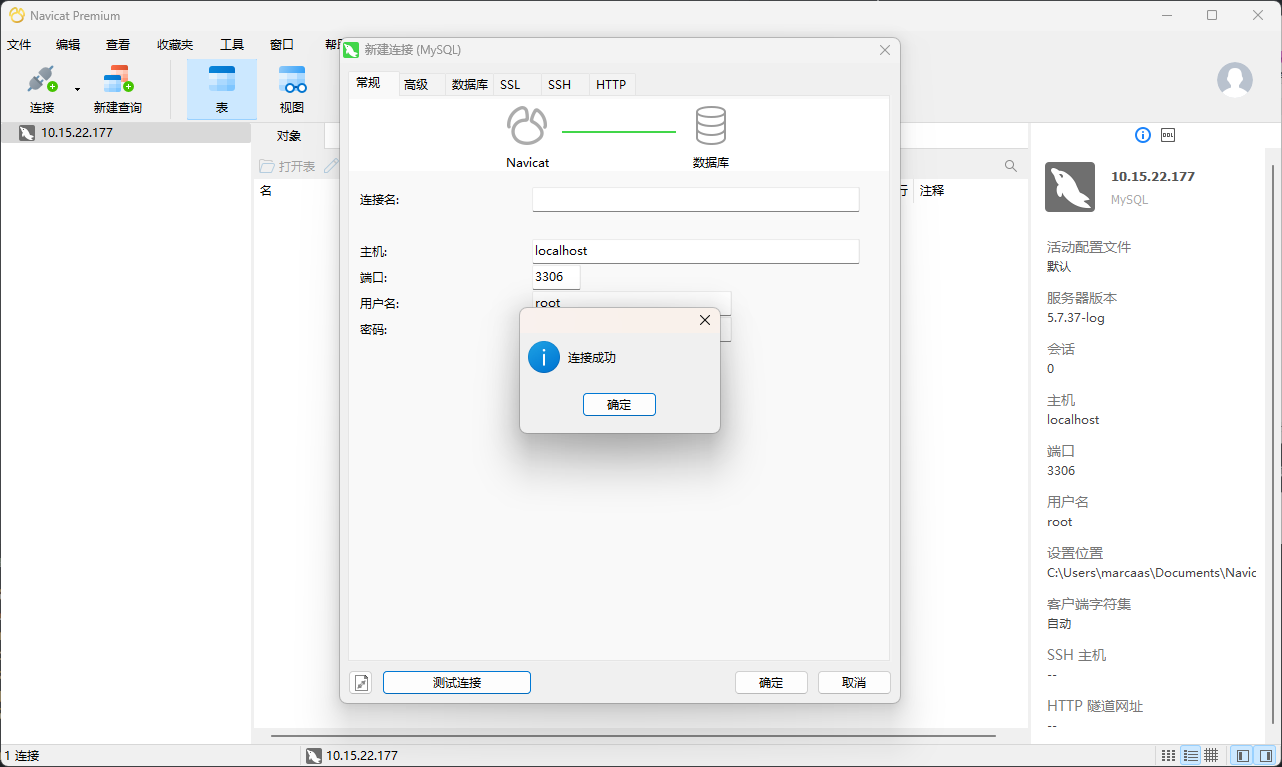 Navicat Premium
文件 编辑 查看 收藏夹 工具 窗口
连接 新建查询 表 视图
新建连接 (MySQL)
常规 高级 数据库 SSL SSH HTTP
Navicat 数据库
连接名:
主机: localhost
端口: 3306
用户名: root
密码:
连接成功
确定
测试连接 确定 取消
10.15.22.177
对象
打开表
名 行 注释
10.15.22.177
MySQL
活动配置文件
默认
服务器版本
5.7.37-log
会话
0
主机
localhost
端口
3306
用户名
root
设置位置
C:\Users\marcaas\Documents\Navic
客户端字符集
自动
SSH 主机
--
HTTP 隧道网址
--
1 连接 10.15.22.177